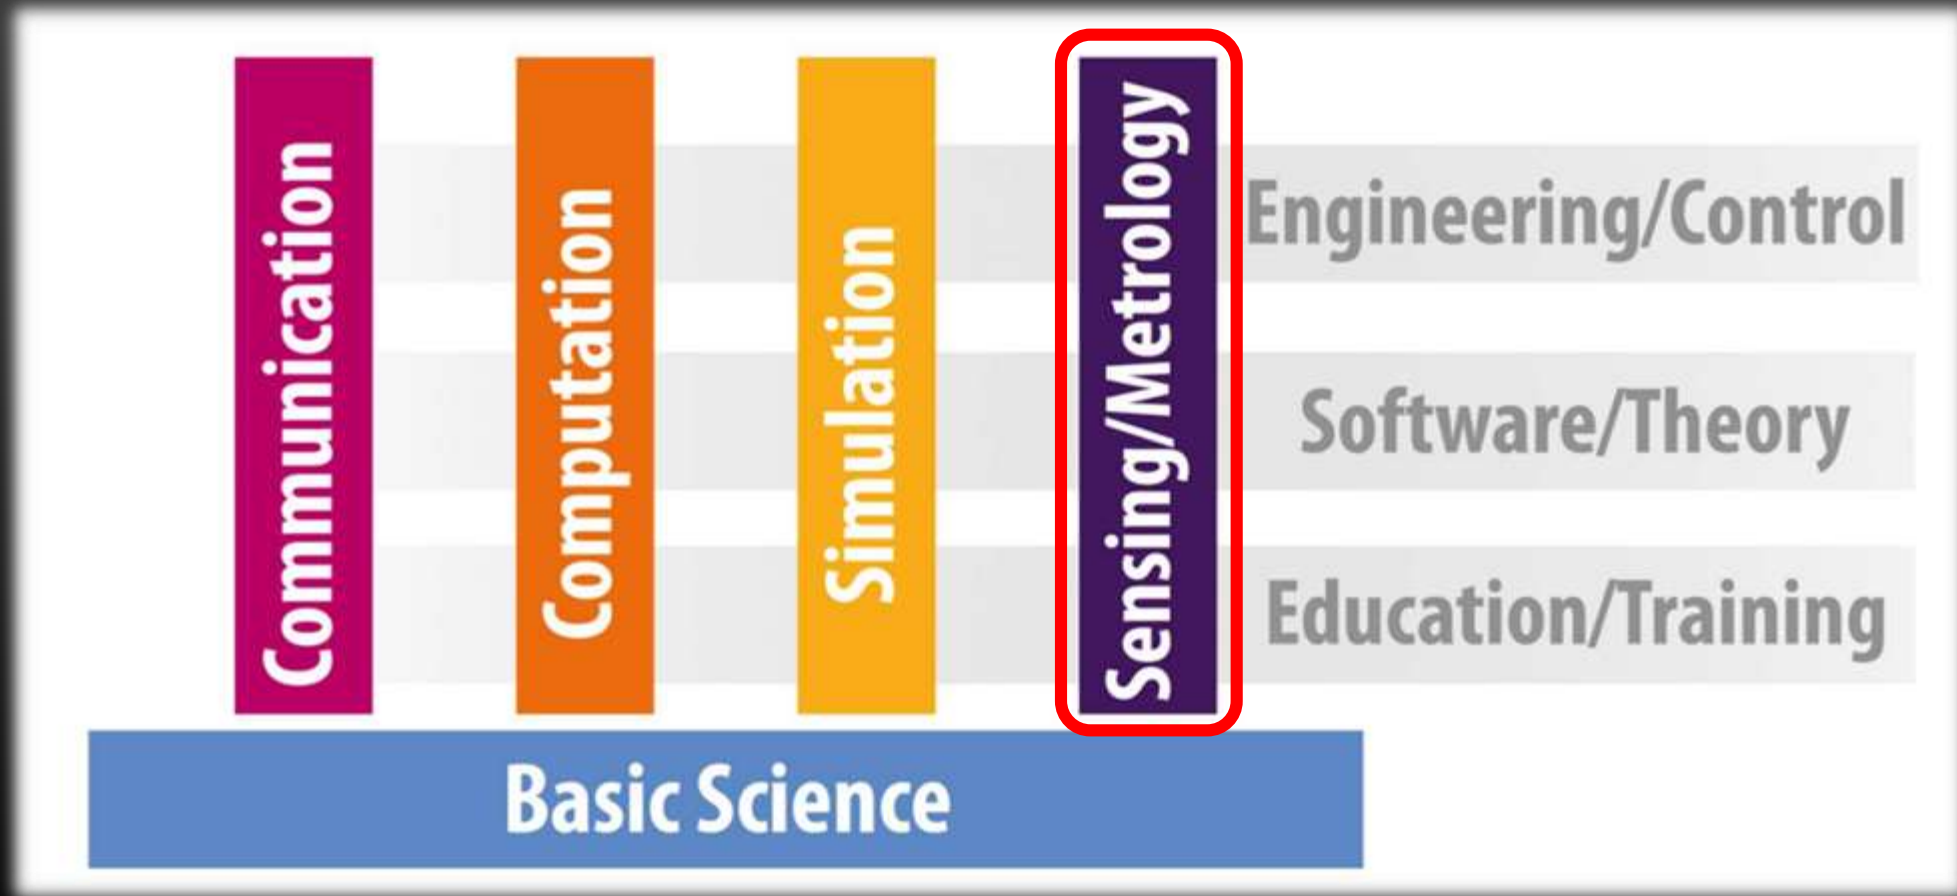 Communication
Computation
Simulation
Sensing/Metrology
Engineering/Control
Software/Theory
Education/Training
Basic Science